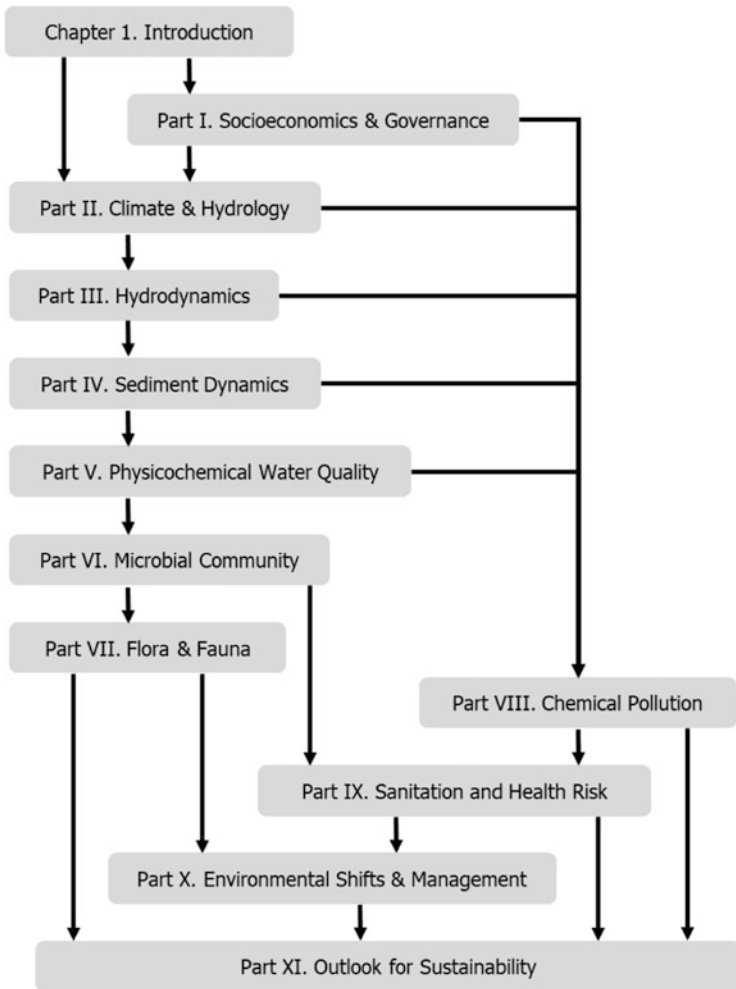 Chapter 1. Introduction
Part I. Socioeconomics & Governance
Part II. Climate & Hydrology
Part III. Hydrodynamics
Part IV. Sediment Dynamics
Part V. Physicochemical Water Quality
Part VI. Microbial Community
Part VII. Flora & Fauna
Part VIII. Chemical Pollution
Part IX. Sanitation and Health Risk
Part X. Environmental Shifts & Management
Part XI. Outlook for Sustainability